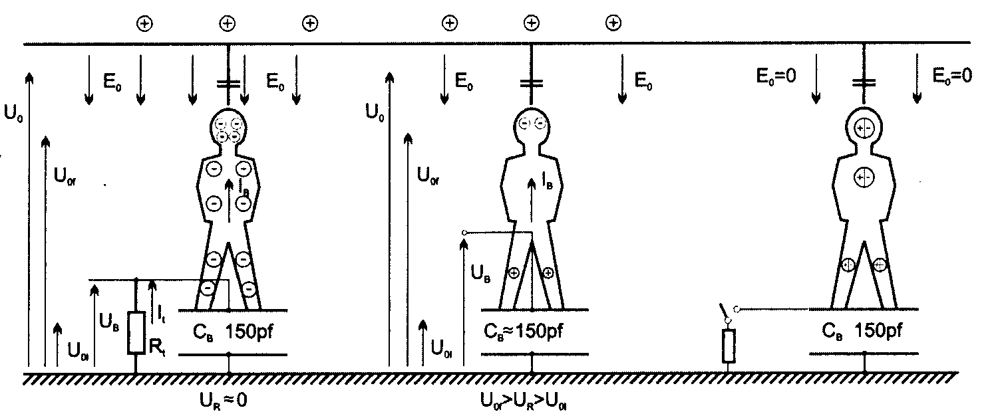 + + + + + +
E₀ E₀ E₀ E₀ E₀=0 E₀=0
U₀ U₀
U₀f U₀f
I_B I_B
U_B U_B
I_t
R_t
U₀l U₀l
C_B 150pf
C_B≈150pf
C_B 150pf
U_R≈0
U₀f>U_R>U₀l